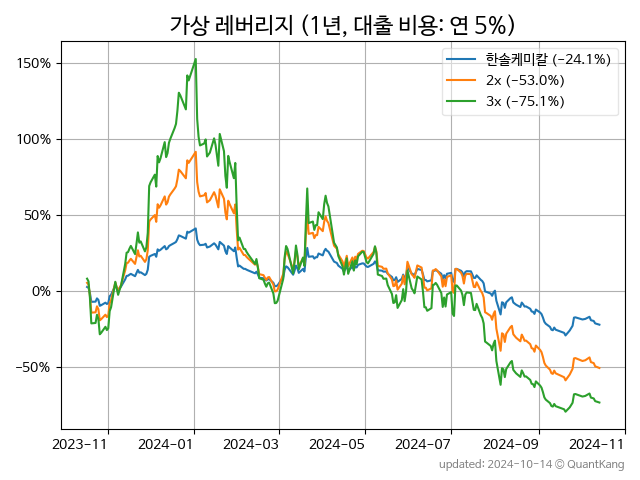 가상 레버리지 (1년, 대출 비용: 연 5%)
한솔케미칼 (−24.1%)
2x (−53.0%)
3x (−75.1%)
150%
100%
50%
0%
−50%
2023-11 2024-01 2024-03 2024-05 2024-07 2024-09 2024-11
updated: 2024-10-14 © QuantKang